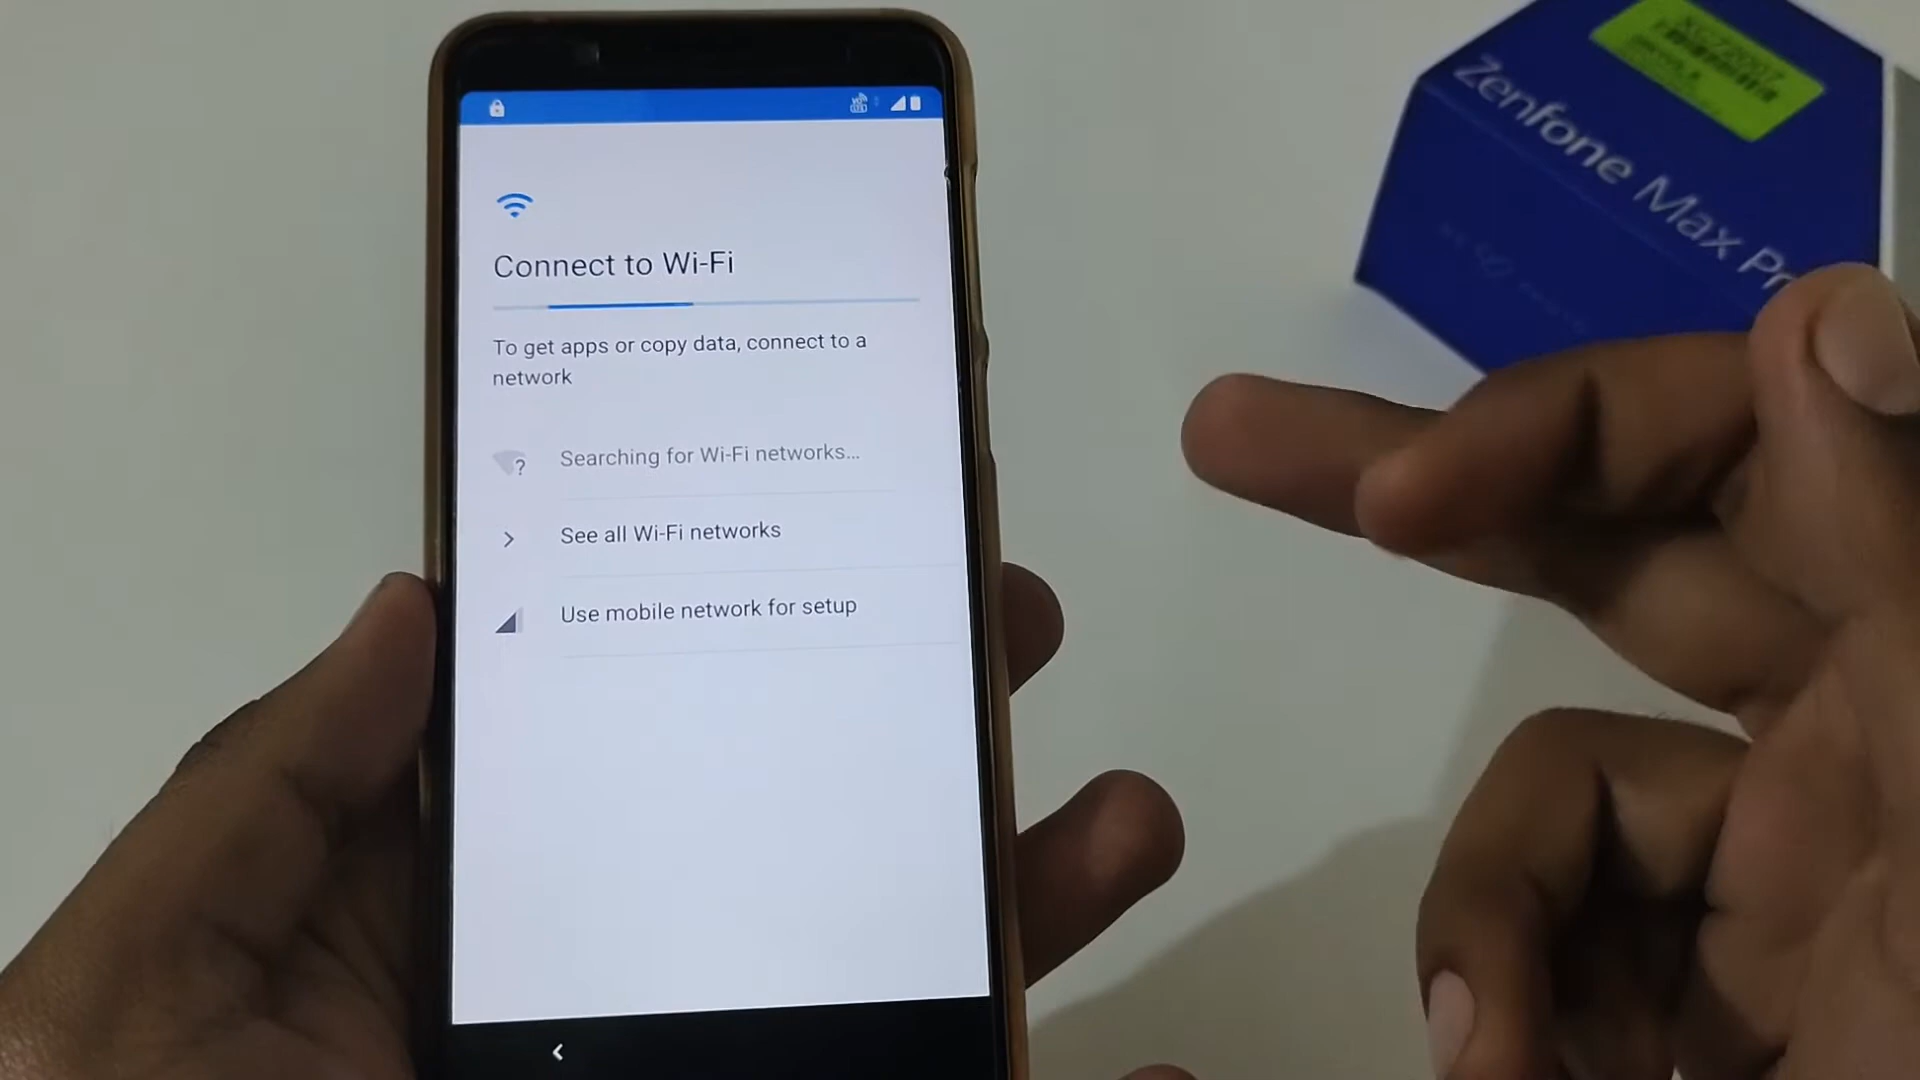 Connect to Wi-Fi
To get apps or copy data, connect to a
network
?
Searching for Wi-Fi networks...
See all Wi-Fi networks
Use mobile network for setup
Zenfone Max Pro